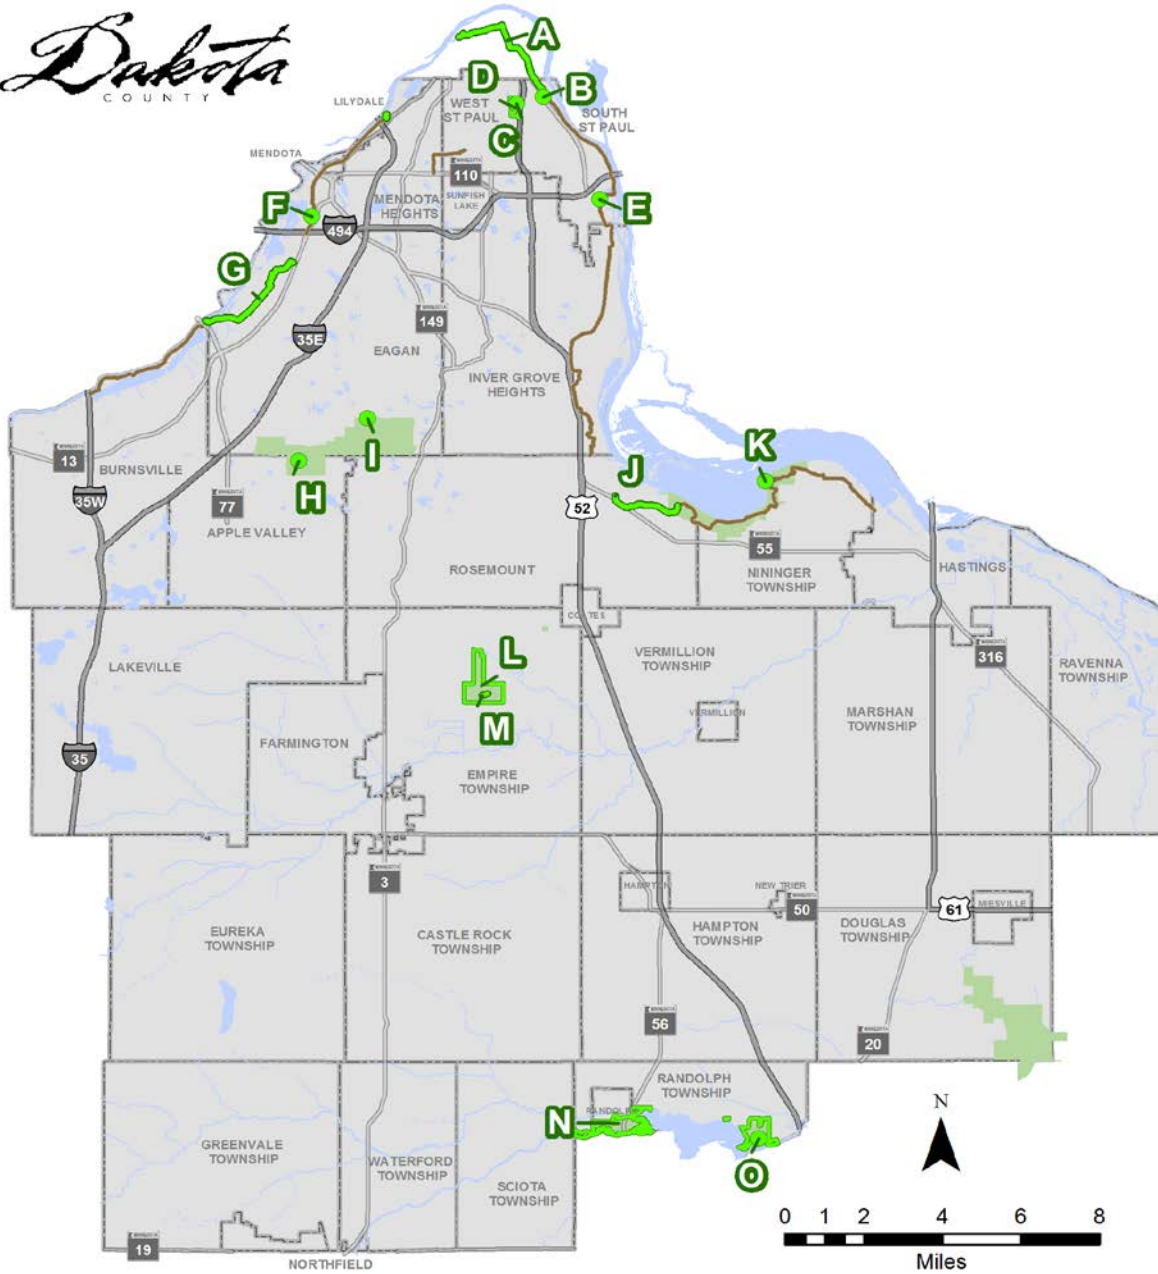 Dakota
COUNTY
A
B
C
D
LILYDALE
WEST
ST PAUL
SOUTH
ST PAUL
MENDOTA
110
MENDOTA
HEIGHTS
SUNFISH
LAKE
E
F
494
G
35E
149
EAGAN
INVER GROVE
HEIGHTS
I
H
13
BURNSVILLE
35W
77
APPLE VALLEY
J
K
52
55
ROSEMOUNT
NININGER
TOWNSHIP
HASTINGS
COATES
L
M
LAKEVILLE
VERMILLION
TOWNSHIP
316
RAVENNA
TOWNSHIP
VERMILLION
MARSHAN
TOWNSHIP
FARMINGTON
35
EMPIRE
TOWNSHIP
3
HAMPTON
NEW TRIER
50
61
MIESVILLE
EUREKA
TOWNSHIP
CASTLE ROCK
TOWNSHIP
HAMPTON
TOWNSHIP
DOUGLAS
TOWNSHIP
56
20
RANDOLPH
TOWNSHIP
N
RANDOLPH
O
GREENVALE
TOWNSHIP
WATERFORD
TOWNSHIP
SCIOTA
TOWNSHIP
19
NORTHFIELD
N
0 1 2 4 6 8
Miles